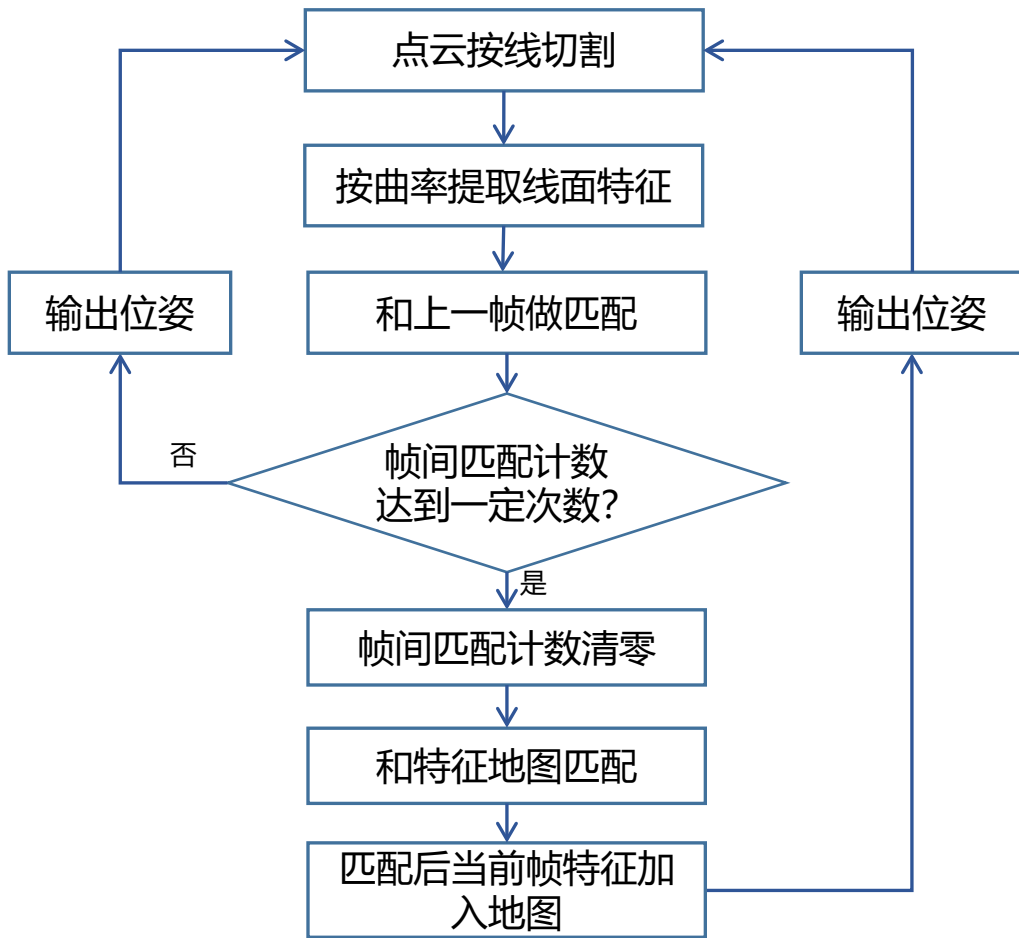 点云按线切割
按曲率提取线面特征
输出位姿
和上一帧做匹配
输出位姿
否
帧间匹配计数
达到一定次数？
是
帧间匹配计数清零
和特征地图匹配
匹配后当前帧特征加
入地图